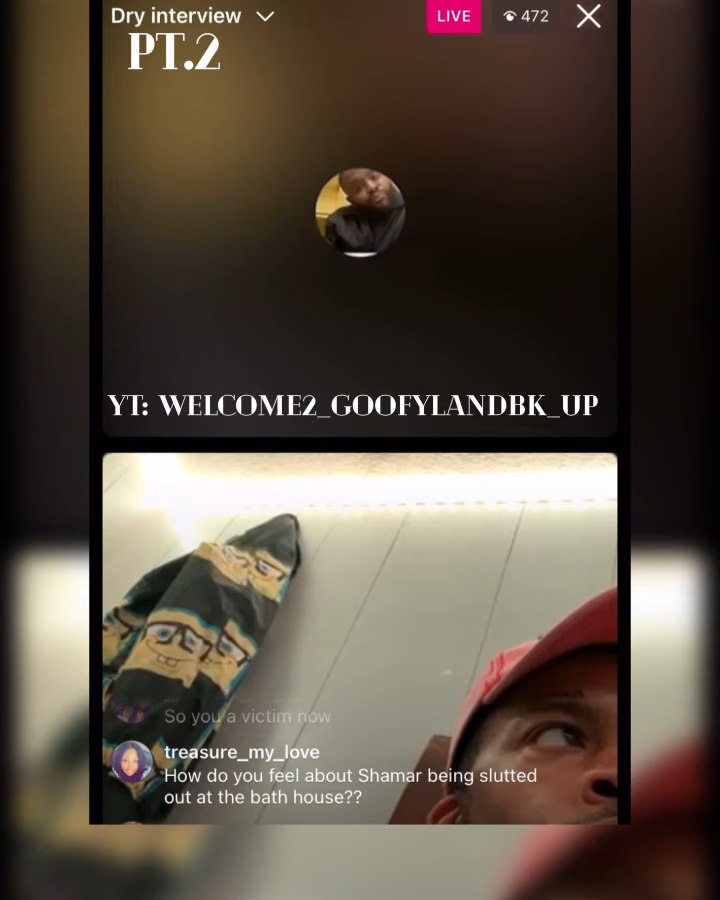 Dry interview
LIVE
472
PT.2
YT: WELCOME2_GOOFYLANDBK_UP
So you a victim now
treasure_my_love
How do you feel about Shamar being slutted
out at the bath house??